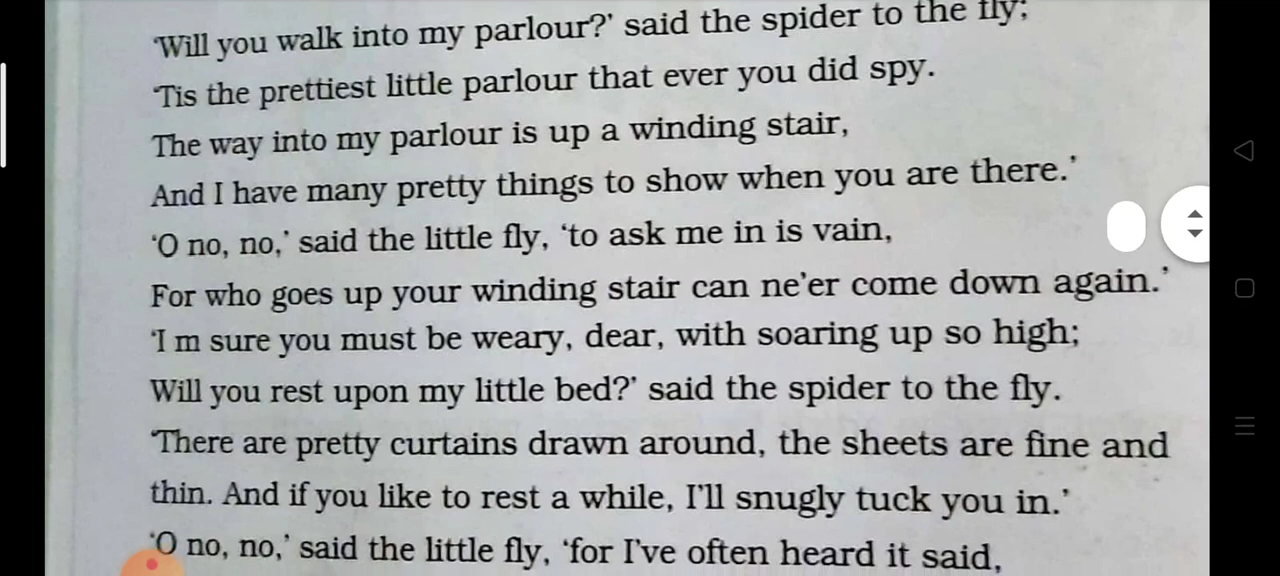 ‘Will you walk into my parlour?’ said the spider to the fly;
‘Tis the prettiest little parlour that ever you did spy.
The way into my parlour is up a winding stair,
And I have many pretty things to show when you are there.’
‘O no, no,’ said the little fly, ‘to ask me in is vain,
For who goes up your winding stair can ne’er come down again.’
‘I m sure you must be weary, dear, with soaring up so high;
Will you rest upon my little bed?’ said the spider to the fly.
‘There are pretty curtains drawn around, the sheets are fine and
thin. And if you like to rest a while, I’ll snugly tuck you in.’
‘O no, no,’ said the little fly, ‘for I’ve often heard it said,